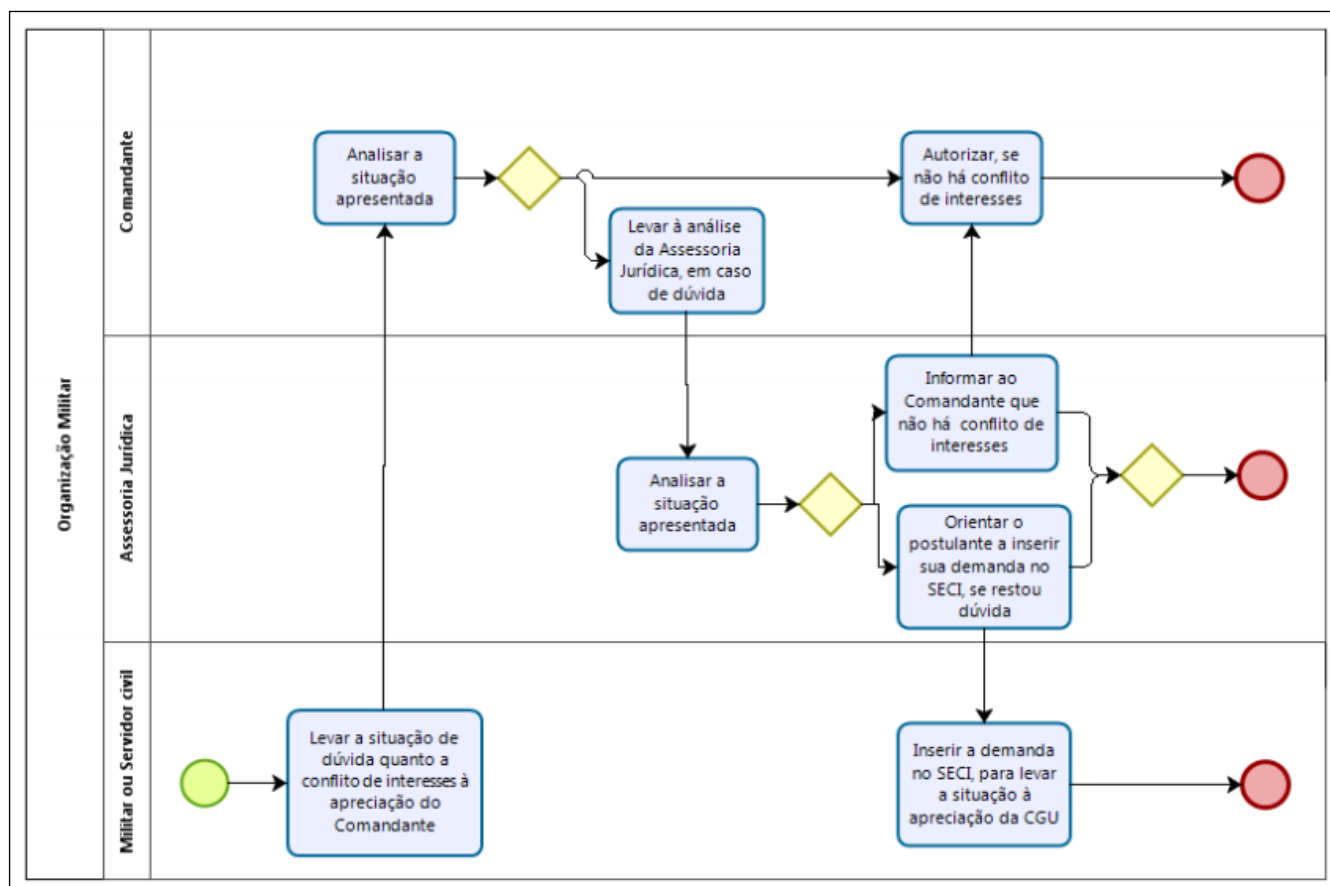 Organização Militar
Comandante
Analisar a
situação
apresentada
Levar à análise
da Assessoria
Jurídica, em caso
de dúvida
Autorizar, se
não há conflito
de interesses
Assessoria Jurídica
Analisar a
situação
apresentada
Informar ao
Comandante que
não há conflito de
interesses
Orientar o
postulante a inserir
sua demanda no
SECI, se restou
dúvida
Militar ou Servidor civil
Levar a situação de
dúvida quanto a
conflito de interesses à
apreciação do
Comandante
Inserir a demanda
no SECI, para levar
a situação à
apreciação da CGU